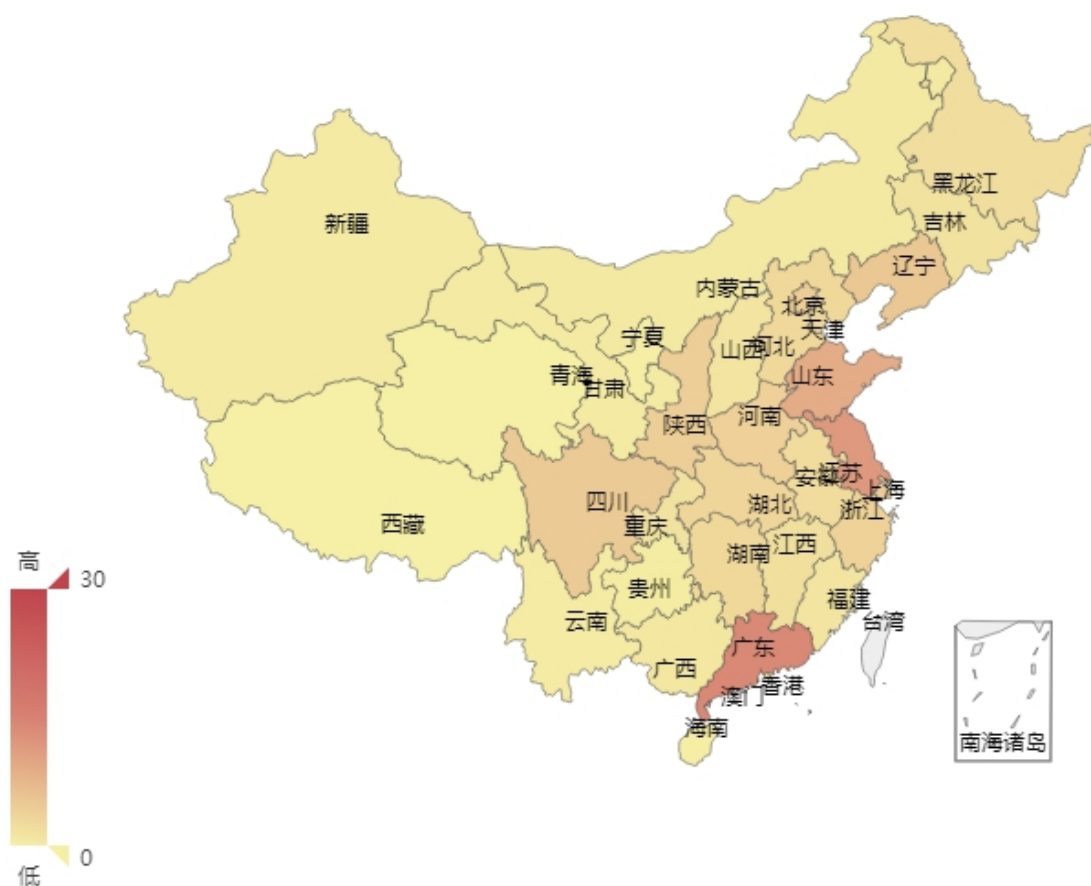 黑龙江
吉林
新疆
辽宁
内蒙古
北京
天津
宁夏
山西
河北
青海
甘肃
山东
陕西
河南
安徽
江苏
上海
四川
湖北
浙江
重庆
西藏
湖南
江西
贵州
福建
云南
台湾
广东
广西
香港
澳门
海南
南海诸岛
高
30
0
低